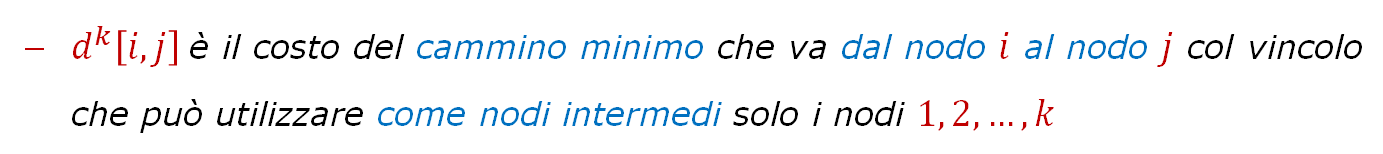 – dᵏ[i,j] è il costo del cammino minimo che va dal nodo i al nodo j col vincolo
che può utilizzare come nodi intermedi solo i nodi 1, 2, … , k